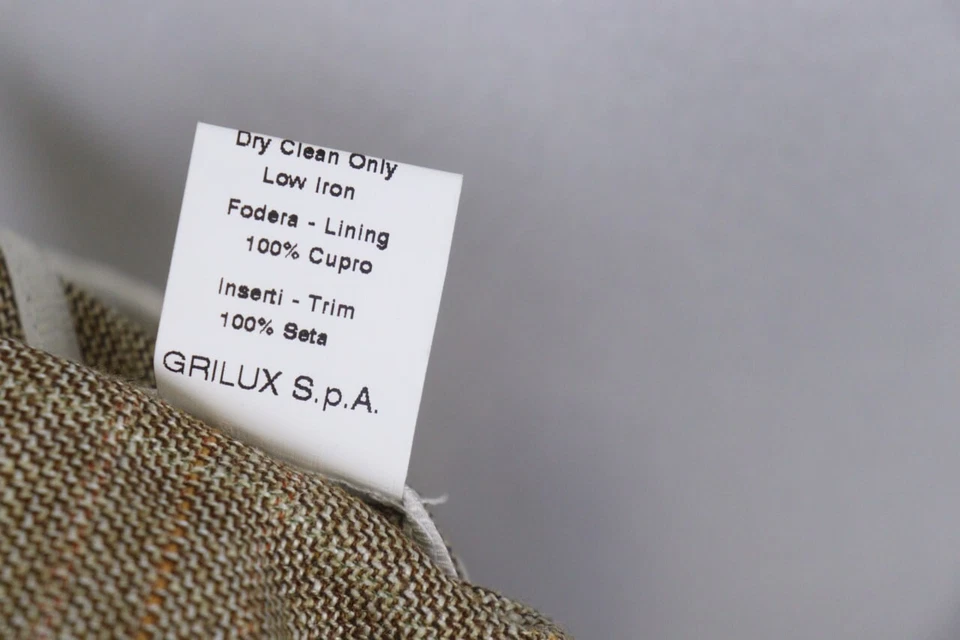 Dry Clean Only
Low Iron
Fodera - Lining
100% Cupro
Inserti - Trim
100% Seta
GRILUX S.p.A.